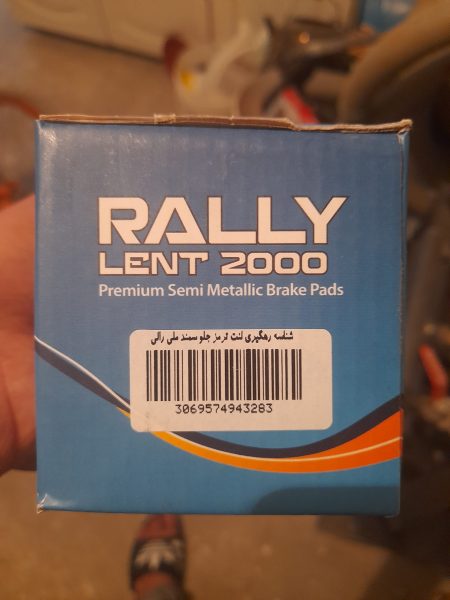 RALLY
LENT 2000
Premium Semi Metallic Brake Pads
شناسه رهگیری لنت ترمز جلو سمند ملی رالی
3069574943283